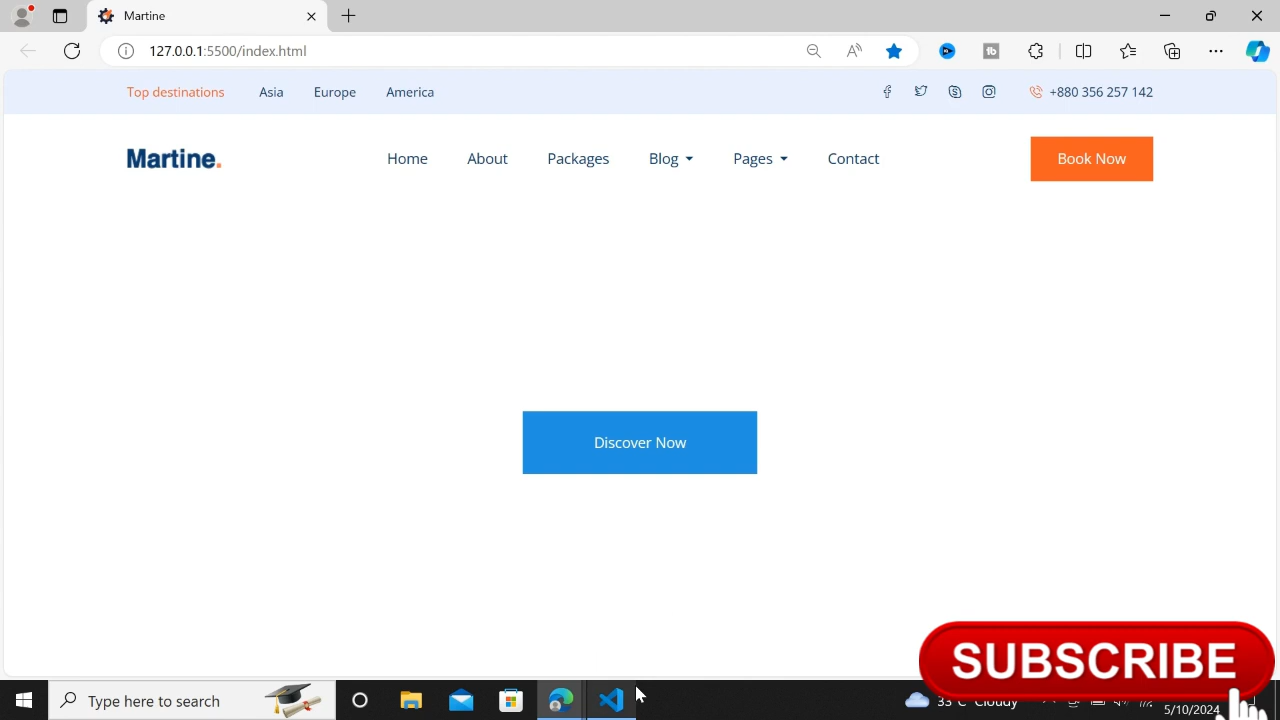 Martine
127.0.0.1:5500/index.html
Top destinations Asia Europe America +880 356 257 142
Martine. Home About Packages Blog Pages Contact Book Now
Discover Now
SUBSCRIBE
Type here to search 33°C Cloudy
5/10/2024